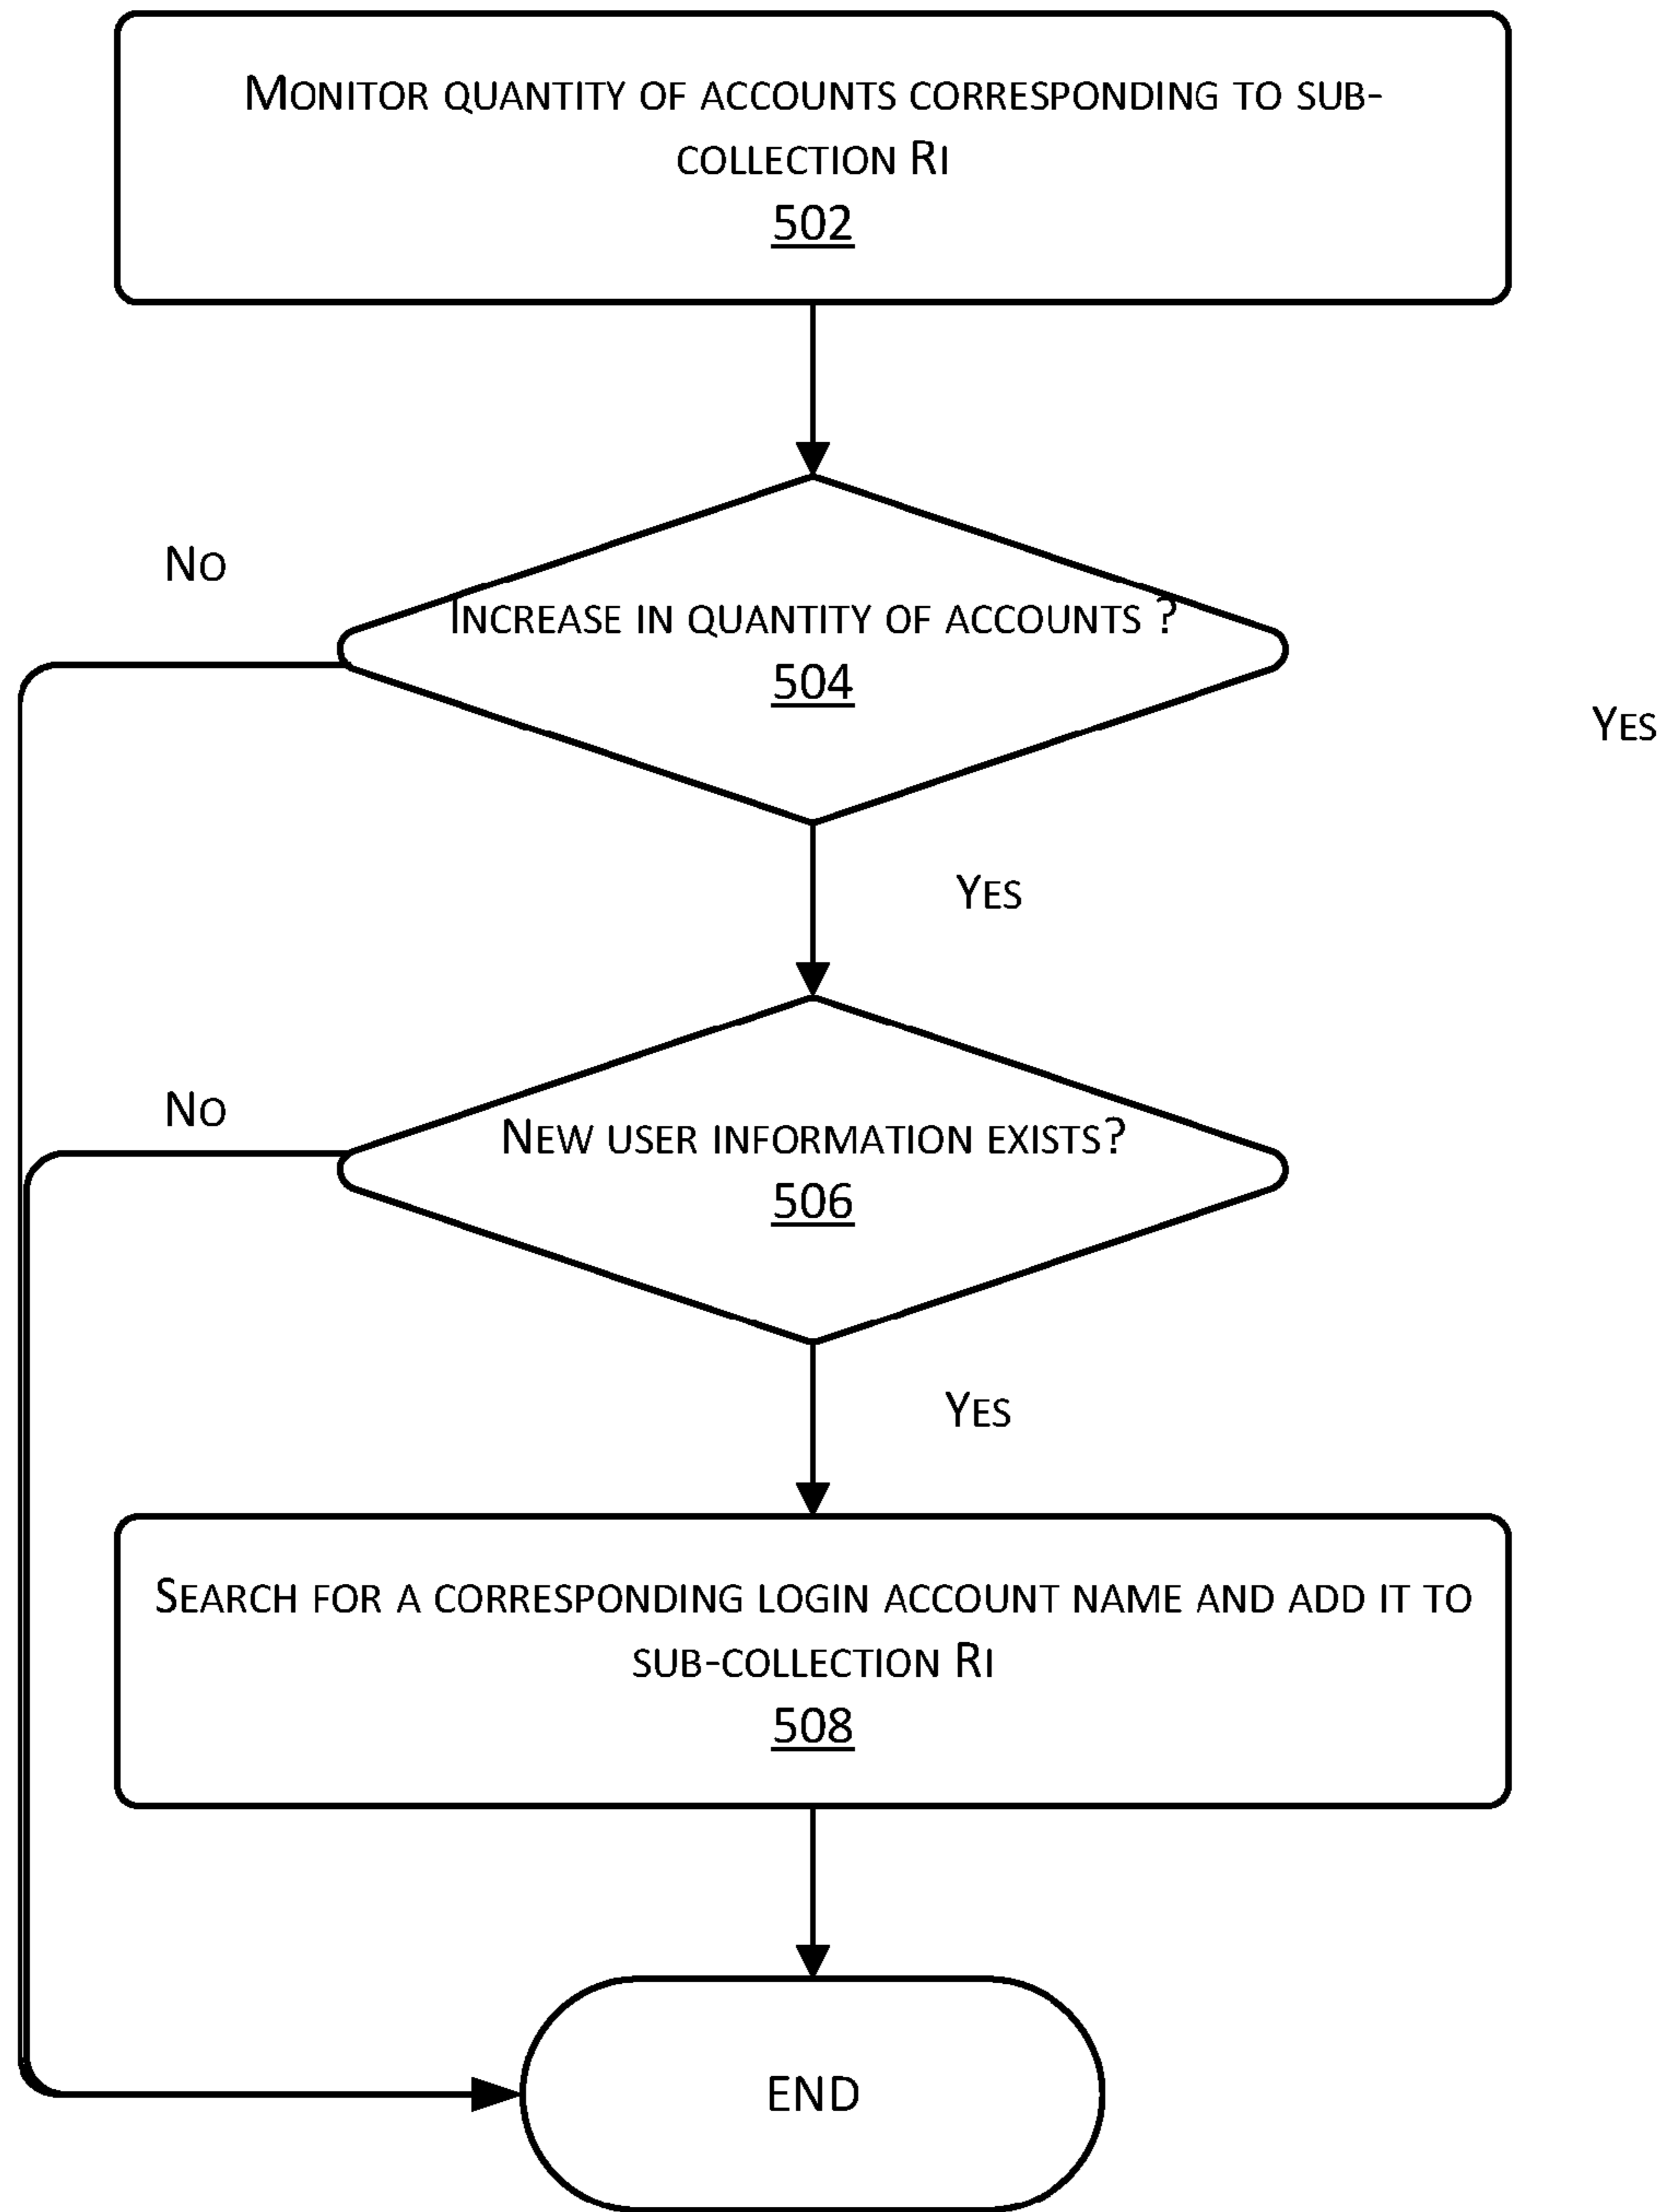 Monitor quantity of accounts corresponding to sub-
collection Ri
502
No
Increase in quantity of accounts ?
504
Yes
Yes
No
New user information exists?
506
Yes
Search for a corresponding login account name and add it to
sub-collection Ri
508
END